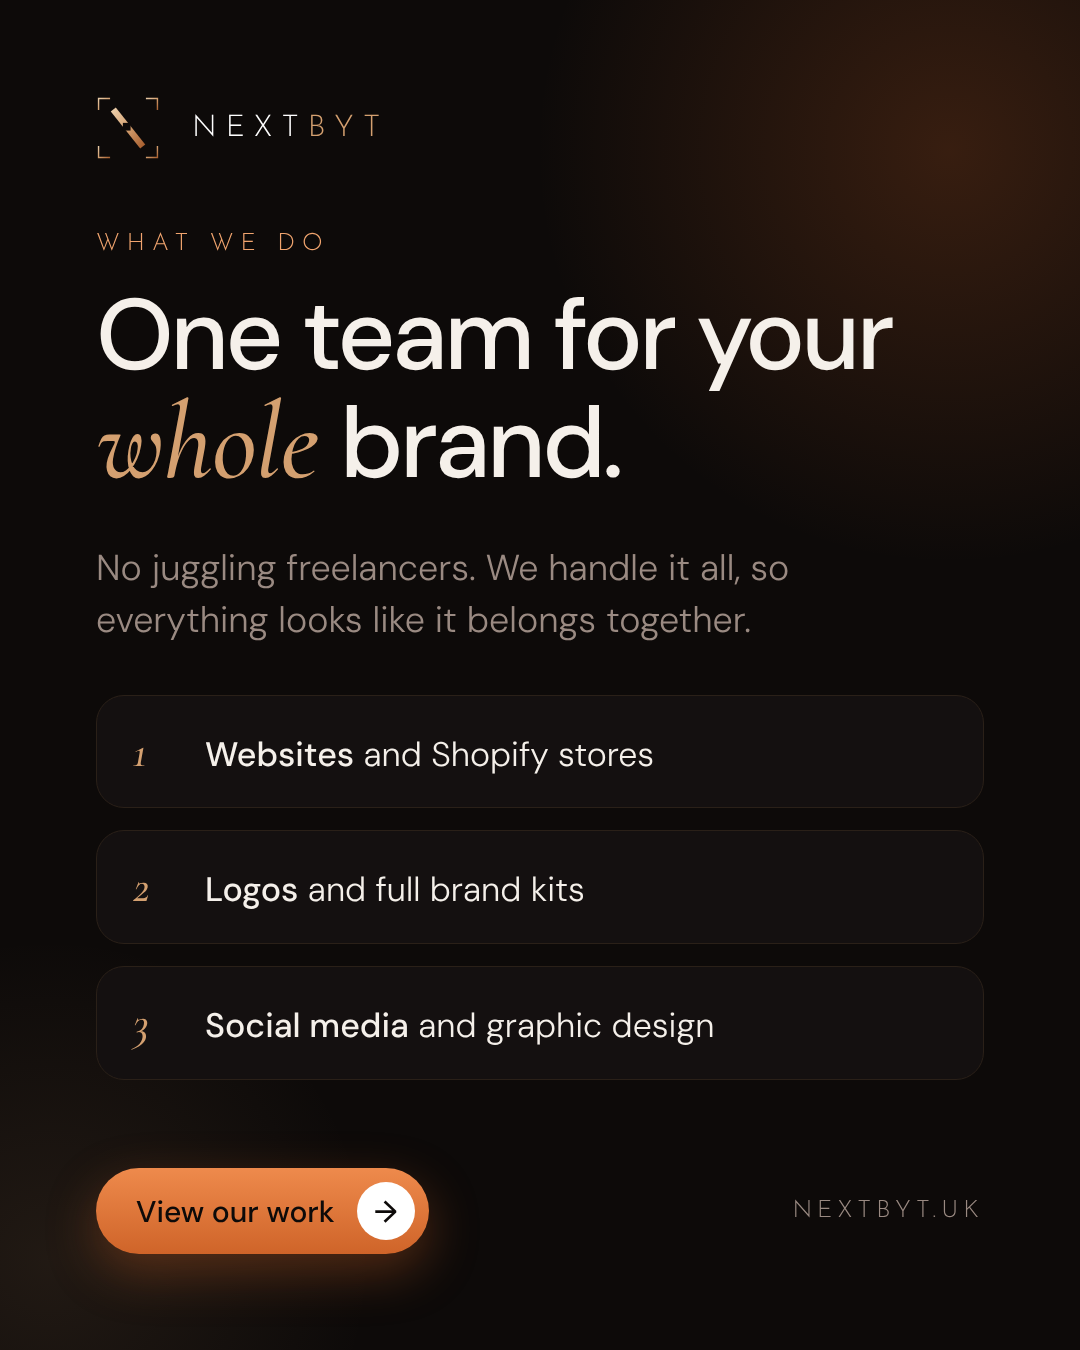 NEXTBYT
WHAT WE DO
One team for your
whole brand.
No juggling freelancers. We handle it all, so
everything looks like it belongs together.
1 Websites and Shopify stores
2 Logos and full brand kits
3 Social media and graphic design
View our work →
NEXTBYT.UK